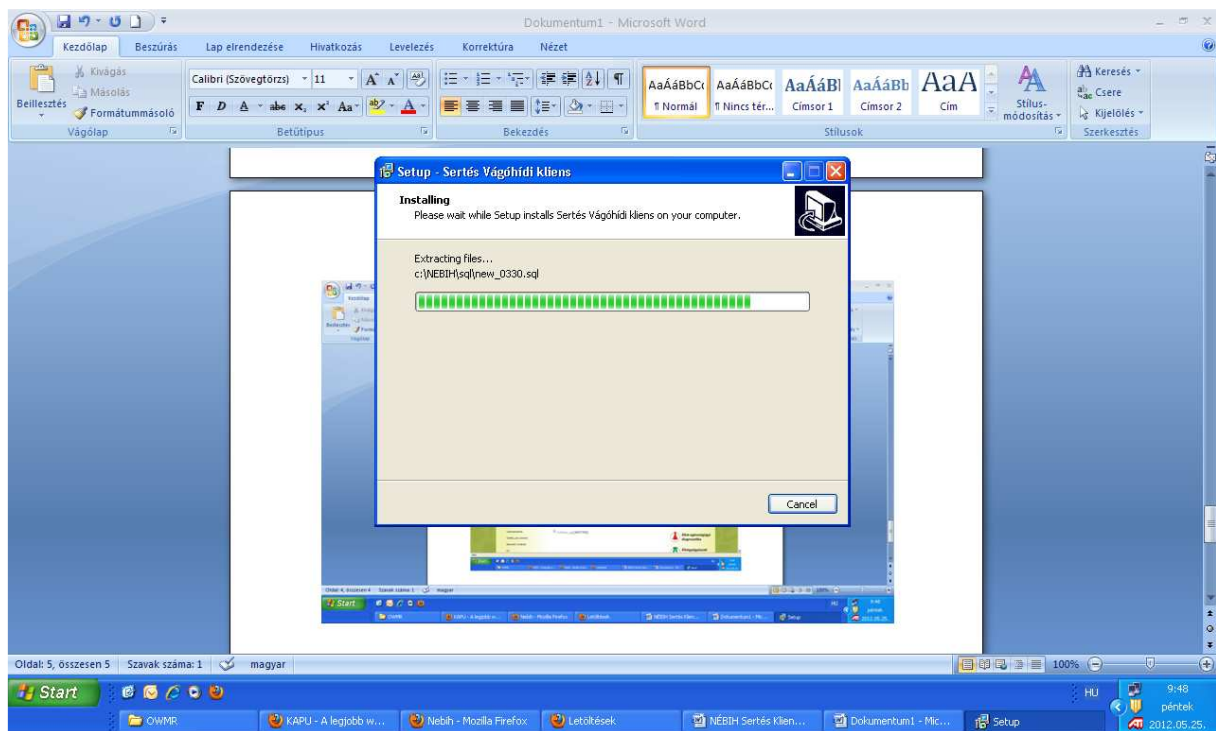 Dokumentum1 - Microsoft Word
Kezdőlap Beszúrás Lap elrendezése Hivatkozás Levelezés Korrektúra Nézet
Beillesztés
Kivágás
Másolás
Formátummásoló
Vágólap
Calibri (Szövegtörzs) 11
Betűtípus
Bekezdés
AaÁáBbCc AaÁáBbCc AaÁáBl AaÁáBb AaA
¶ Normál ¶ Nincs tér... Címsor 1 Címsor 2 Cím
Stílus-
módosítás
Stílusok
Keresés
Csere
Kijelölés
Szerkesztés
Setup - Sertés Vágóhídi kliens
Installing
Please wait while Setup installs Sertés Vágóhídi kliens on your computer.
Extracting files...
c:\NEBIH\sql\new_0330.sql
Cancel
Oldal: 5, összesen 5 Szavak száma: 1 magyar 100%
Start HU 9:48
péntek
2012.05.25.
OWMR KAPU - A legjobb w... Nebih - Mozilla Firefox Letöltések NÉBIH Sertés Klien... Dokumentum1 - Mic... Setup